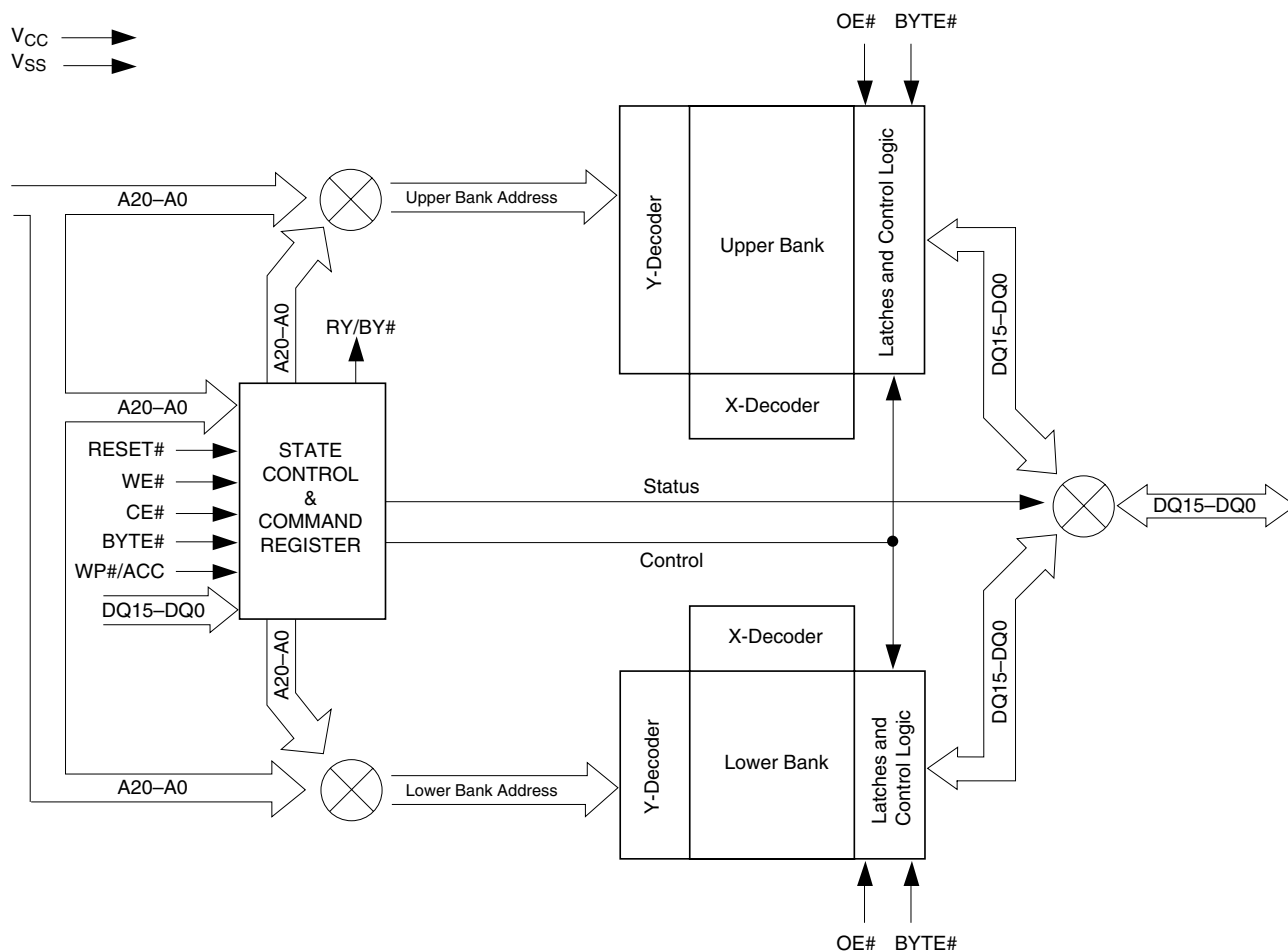 VCC
VSS
OE#
BYTE#
A20–A0
Upper Bank Address
Y-Decoder
Upper Bank
Latches and Control Logic
X-Decoder
DQ15–DQ0
A20–A0
RY/BY#
A20–A0
RESET#
WE#
CE#
BYTE#
WP#/ACC
DQ15–DQ0
STATE
CONTROL
&
COMMAND
REGISTER
Status
Control
DQ15–DQ0
A20–A0
X-Decoder
Y-Decoder
Lower Bank
Latches and
Control Logic
DQ15–DQ0
A20–A0
Lower Bank Address
OE#
BYTE#